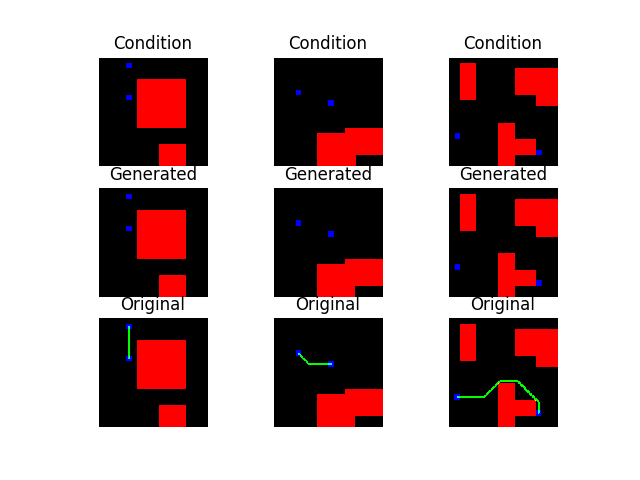 Condition Condition Condition
Generated Generated Generated
Original Original Original